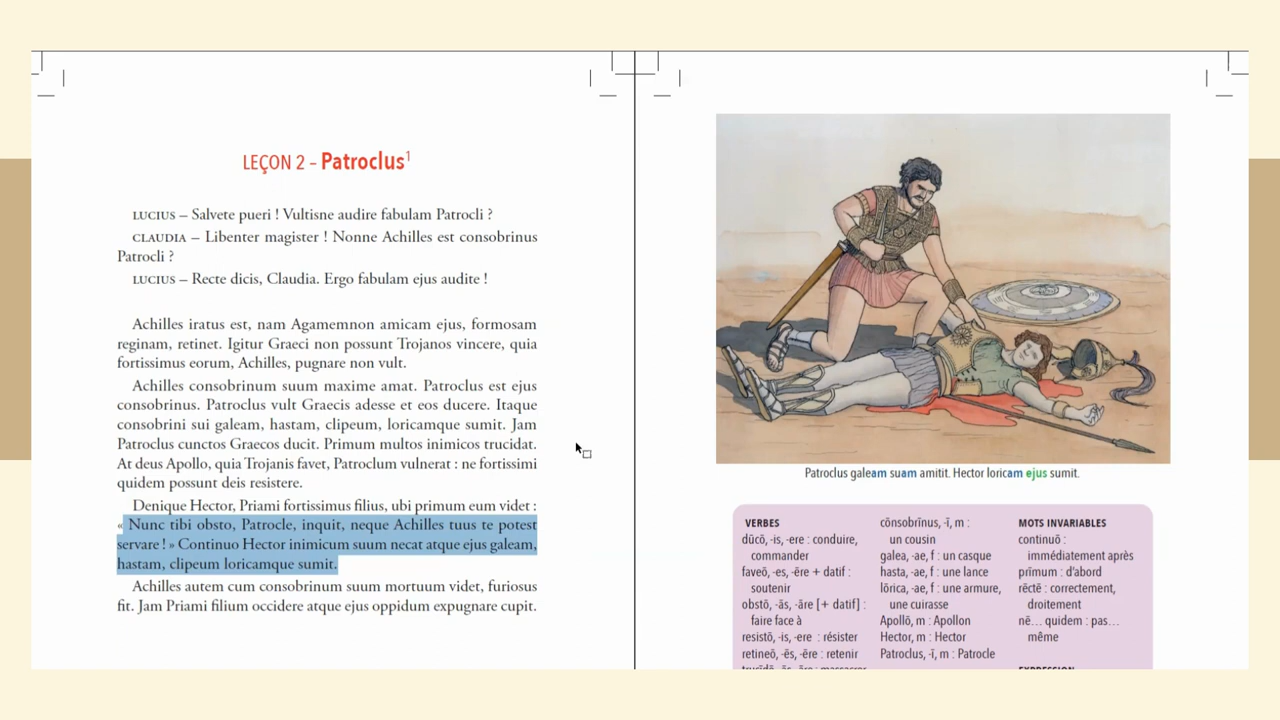 LEÇON 2 – Patroclus1
LUCIUS – Salvete pueri ! Vultisne audire fabulam Patrocli ?
CLAUDIA – Libenter magister ! Nonne Achilles est consobrinus
Patrocli ?
LUCIUS – Recte dicis, Claudia. Ergo fabulam ejus audite !
Achilles iratus est, nam Agamemnon amicam ejus, formosam
reginam, retinet. Igitur Graeci non possunt Trojanos vincere, quia
fortissimus eorum, Achilles, pugnare non vult.
Achilles consobrinum suum maxime amat. Patroclus est ejus
consobrinus. Patroclus vult Graecis adesse et eos ducere. Itaque
consobrini sui galeam, hastam, clipeum, loricamque sumit. Jam
Patroclus cunctos Graecos ducit. Primum multos inimicos trucidat.
At deus Apollo, quia Trojanis favet, Patroclum vulnerat : ne fortissimi
quidem possunt deis resistere.
Denique Hector, Priami fortissimus filius, ubi primum eum videt :
« Nunc tibi obsto, Patrocle, inquit, neque Achilles tuus te potest
servare ! » Continuo Hector inimicum suum necat atque ejus galeam,
hastam, clipeum loricamque sumit.
Achilles autem cum consobrinum suum mortuum videt, furiosus
fit. Jam Priami filium occidere atque ejus oppidum expugnare cupit.
Patroclus galeam suam amitit. Hector loricam ejus sumit.
VERBES
dūcō, -is, -ere : conduire,
commander
faveō, -es, -ēre + datif :
soutenir
obstō, -ās, -āre [+ datif] :
faire face à
resistō, -is, -ere : résister
retineō, -ēs, -ēre : retenir
cōnsobrīnus, -ī, m :
un cousin
galea, -ae, f : un casque
hasta, -ae, f : une lance
lōrica, -ae, f : une armure,
une cuirasse
Apollō, m : Apollon
Hector, m : Hector
Patroclus, -ī, m : Patrocle
MOTS INVARIABLES
continuō :
immédiatement après
prīmum : d'abord
rēctē : correctement,
droitement
nē… quidem : pas…
même